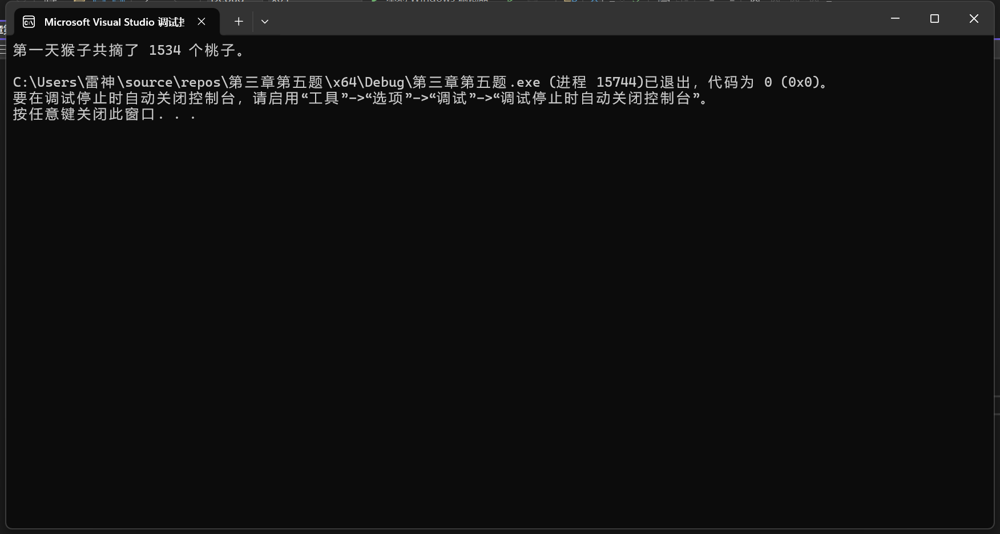 Microsoft Visual Studio 调试
第一天猴子共摘了 1534 个桃子。
C:\Users\雷神\source\repos\第三章第五题\x64\Debug\第三章第五题.exe (进程 15744)已退出，代码为 0 (0x0)。
要在调试停止时自动关闭控制台，请启用“工具”->“选项”->“调试”->“调试停止时自动关闭控制台”。
按任意键关闭此窗口. . .